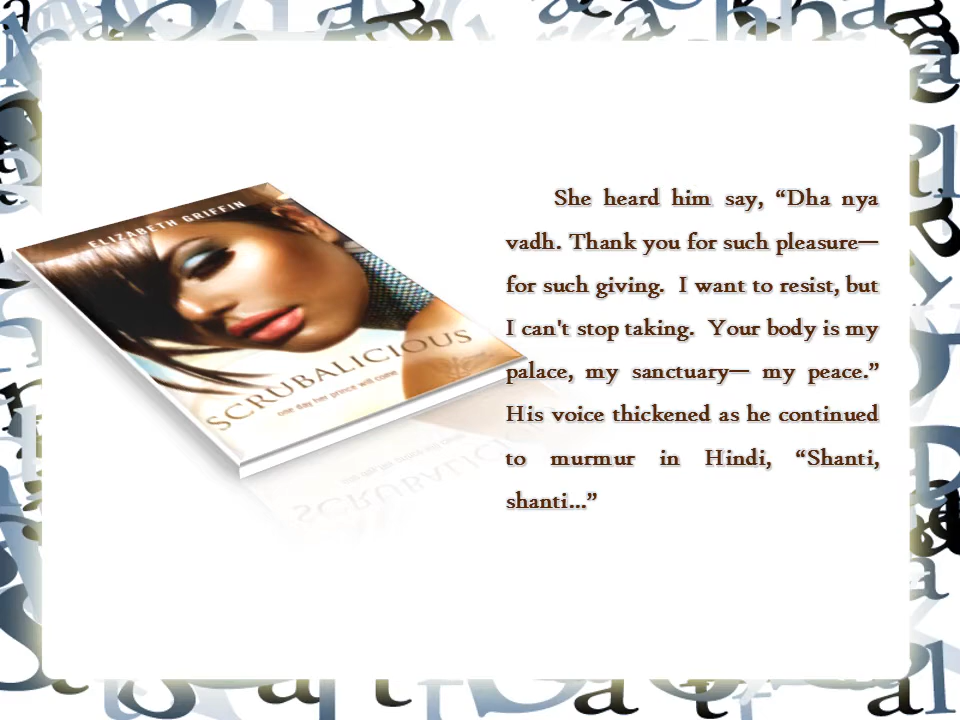 ELIZABETH GRIFFIN
SCRUBALICIOUS
one day her prince will come
She heard him say, “Dha nya
vadh. Thank you for such pleasure—
for such giving. I want to resist, but
I can't stop taking. Your body is my
palace, my sanctuary— my peace.”
His voice thickened as he continued
to murmur in Hindi, “Shanti,
shanti...”